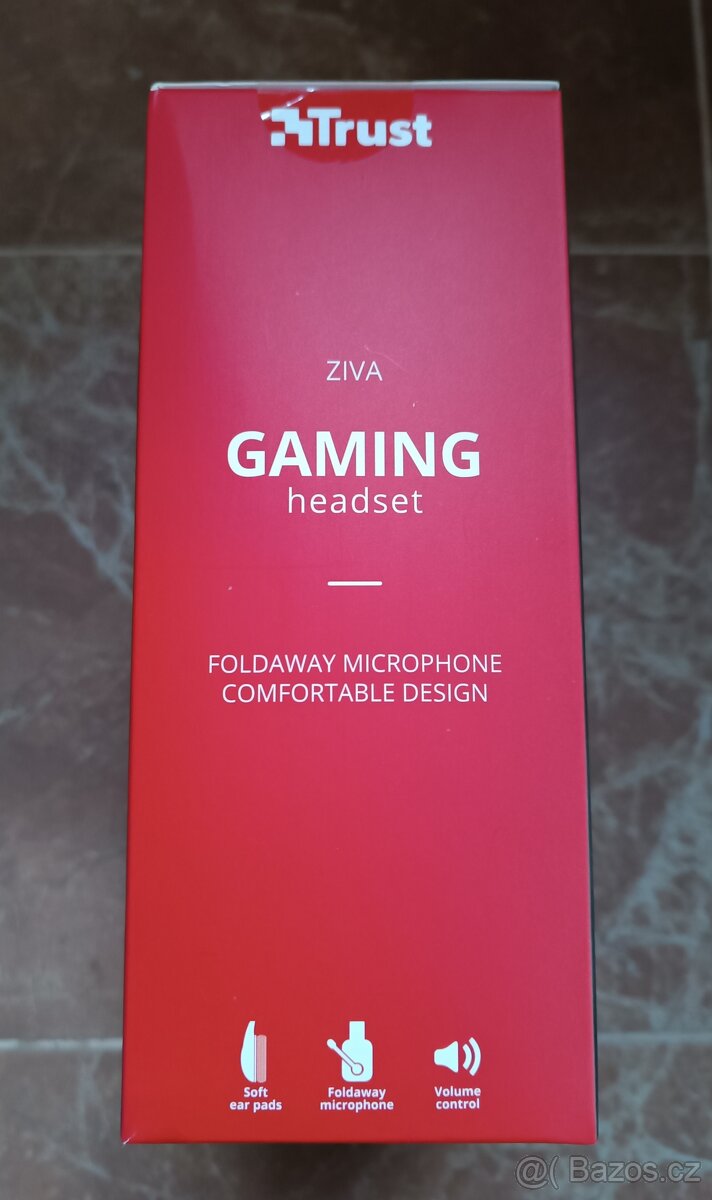 Trust
ZIVA
GAMING
headset
FOLDAWAY MICROPHONE
COMFORTABLE DESIGN
Soft
ear pads
Foldaway
microphone
Volume
control
@( Bazos.cz